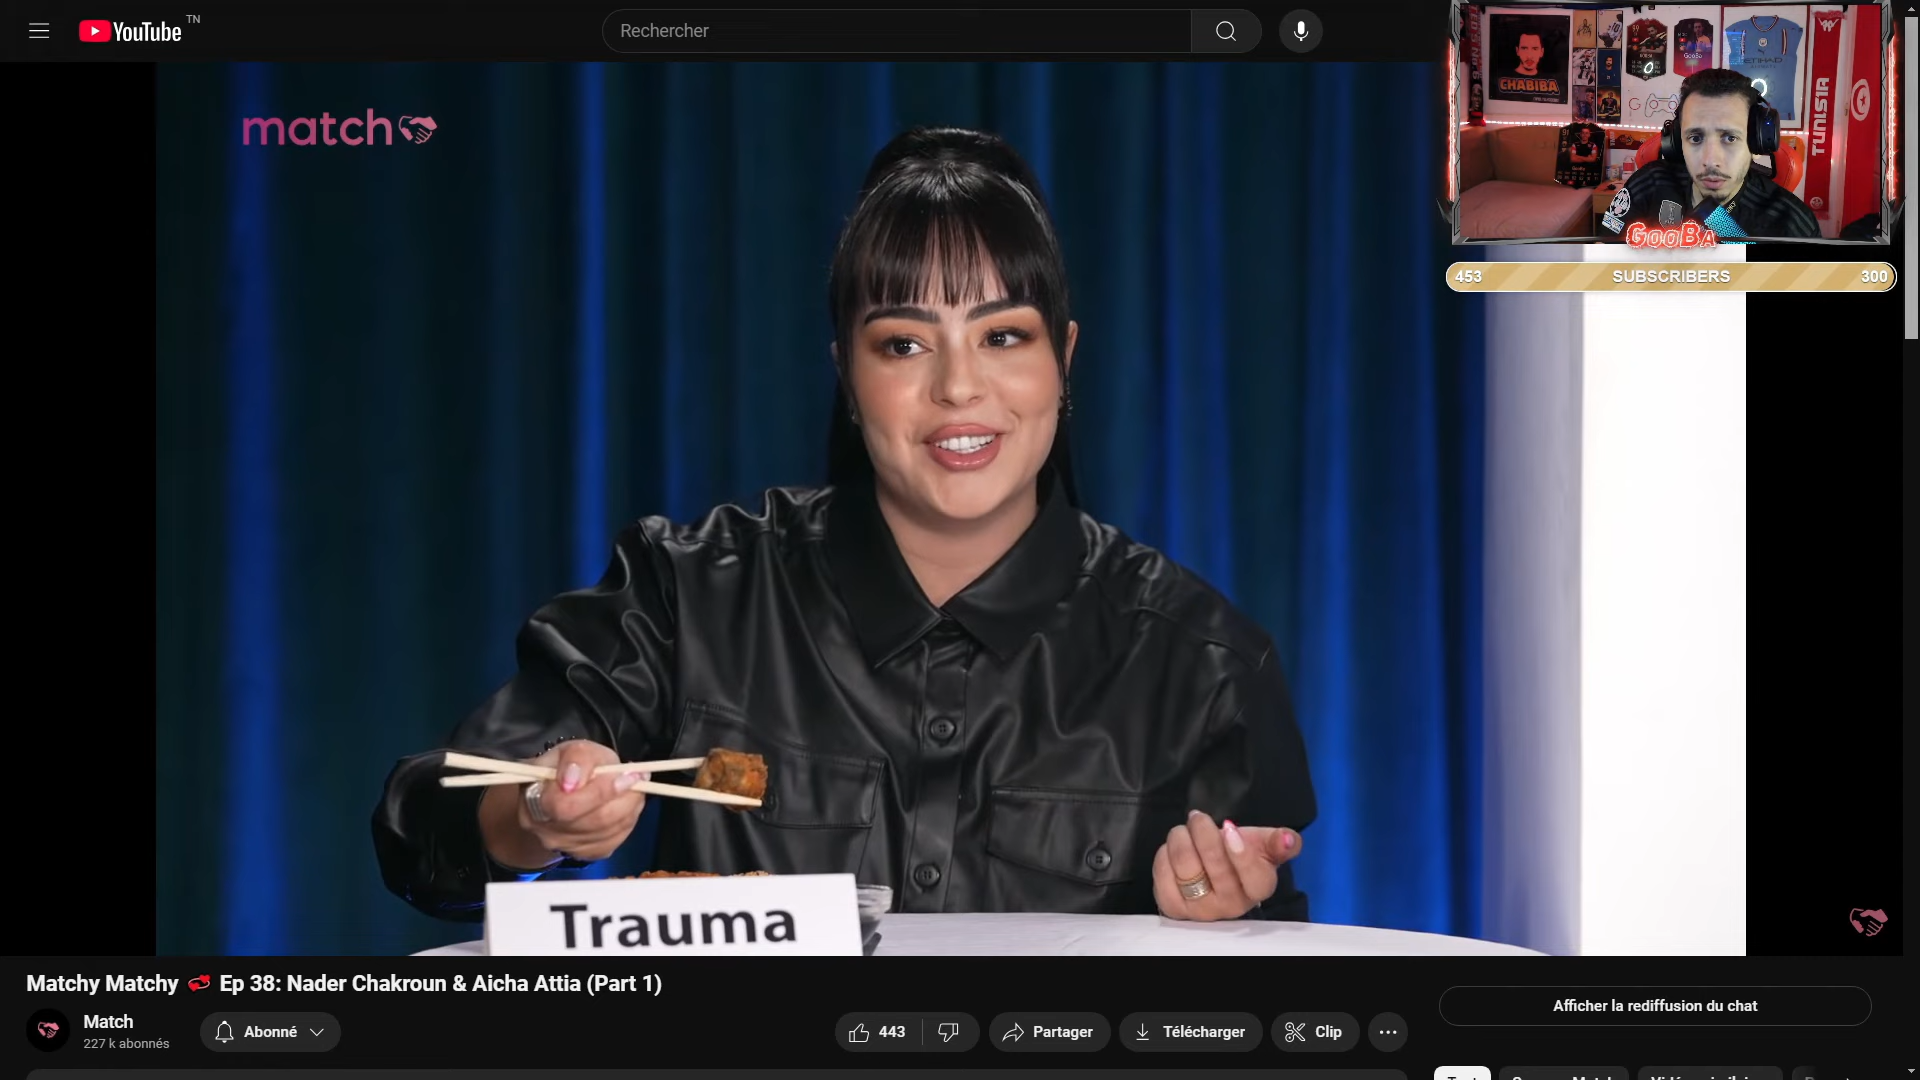 YouTube TN
Rechercher
match
CHABIBA
ETIHAD
TUNISIA
GooBa
453 SUBSCRIBERS 300
Trauma
Matchy Matchy 💞 Ep 38: Nader Chakroun & Aicha Attia (Part 1)
Match
227 k abonnés
Abonné
443
Partager
Télécharger
Clip
Afficher la rediffusion du chat